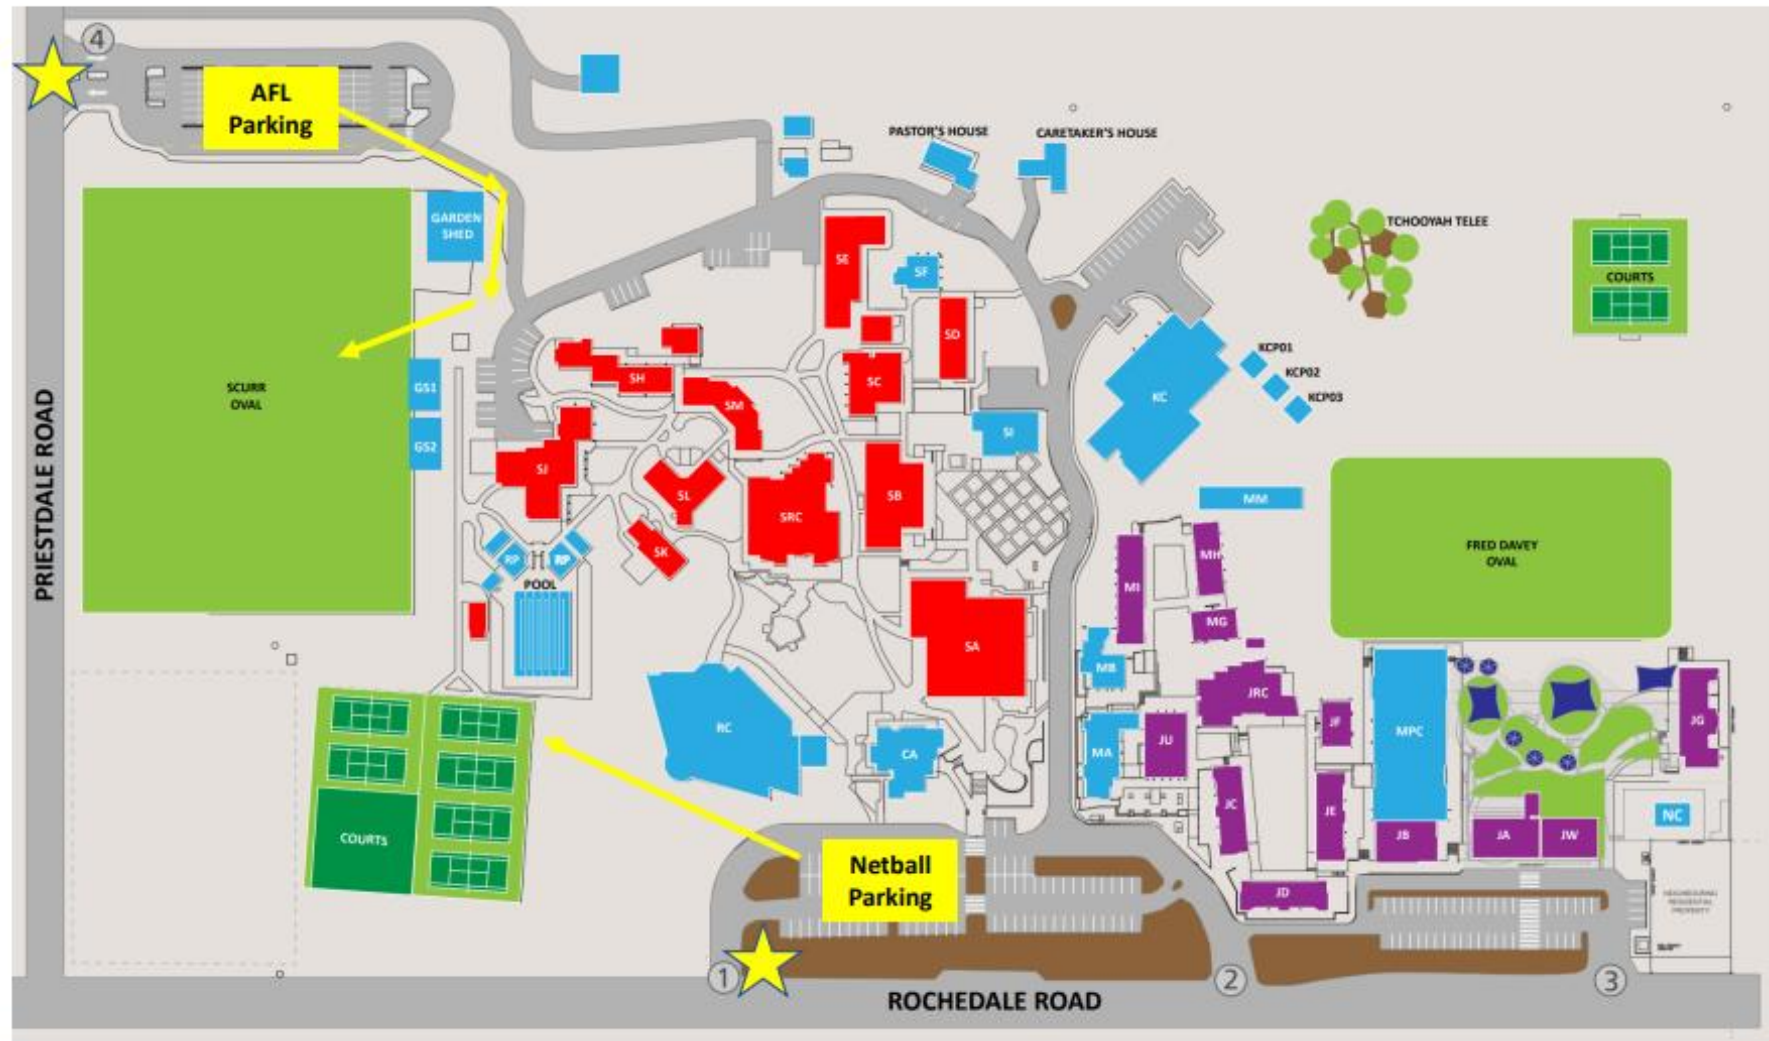 4
AFL
Parking
PASTOR'S HOUSE
CARETAKER'S HOUSE
TCHOOYAH TELEE
GARDEN
SHED
SE
SF
COURTS
SD
KCP01
KCP02
KCP03
SCURR
OVAL
GS1
SH
SC
SM
KC
SI
GS2
SJ
SL
SB
MM
SRC
PRIESTDALE ROAD
FRED DAVEY
OVAL
SK
RP
RP
MH
MI
POOL
MG
SA
MB
JRC
RC
JF
JG
MPC
CA
MA
JU
JC
JE
NC
COURTS
JB
JA
JW
Netball
Parking
JD
NEIGHBOURING
RESIDENTIAL
PROPERTY
1
2
3
ROCHEDALE ROAD